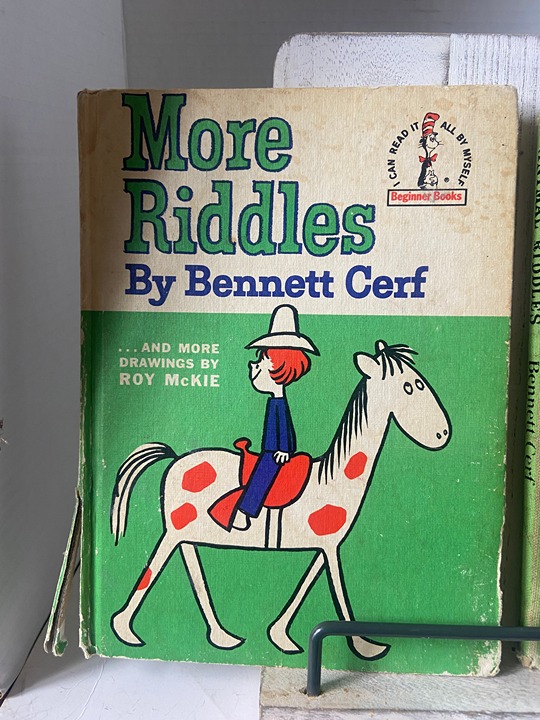 More
Riddles
By Bennett Cerf
I CAN READ IT ALL BY MYSELF
®
Beginner Books
...AND MORE
DRAWINGS BY
ROY McKIE
RIDDLES Bennett Cerf